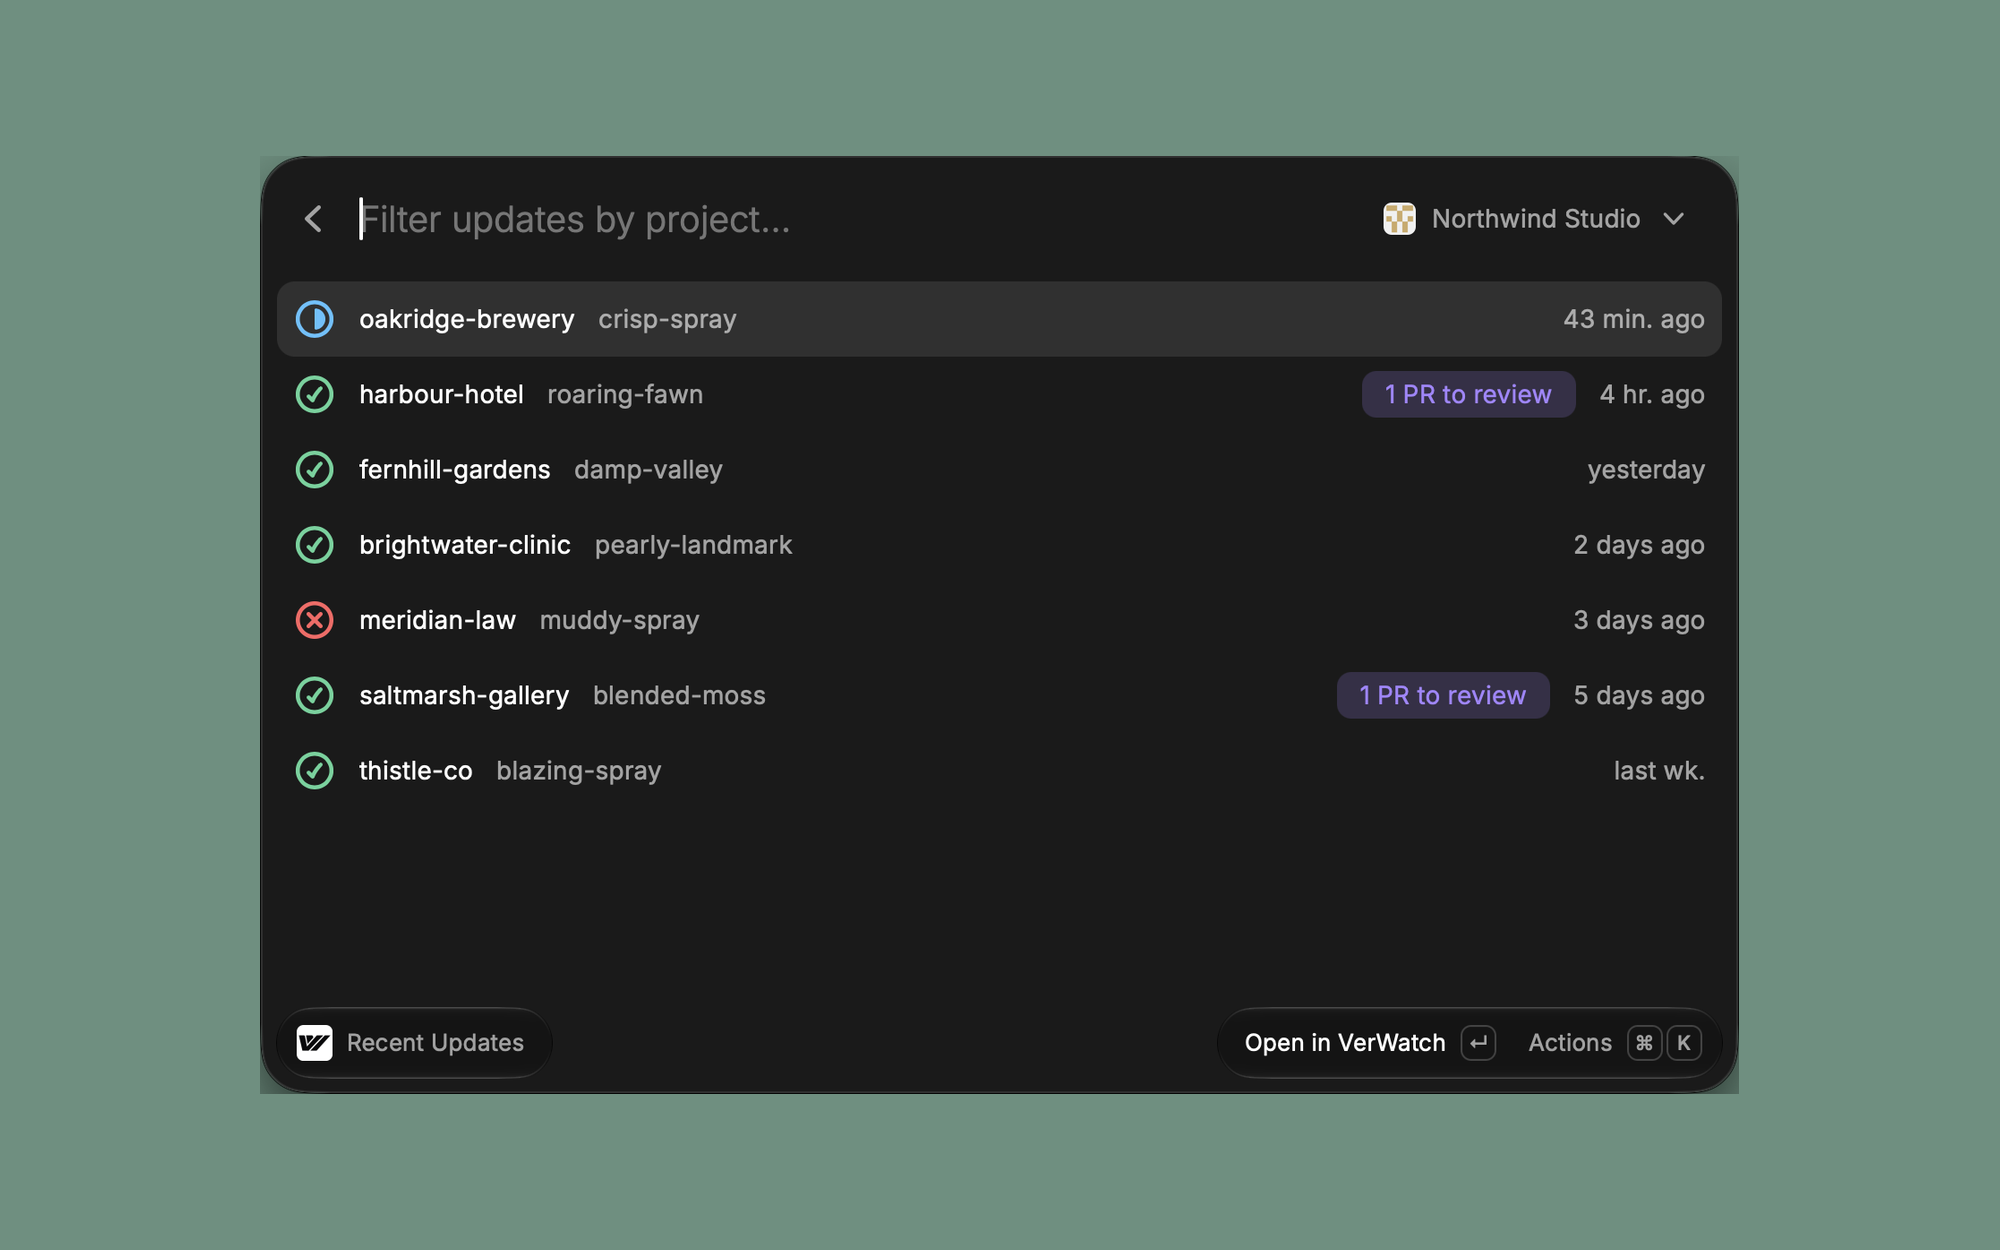 Filter updates by project...
Northwind Studio
oakridge-brewery crisp-spray 43 min. ago
harbour-hotel roaring-fawn 1 PR to review 4 hr. ago
fernhill-gardens damp-valley yesterday
brightwater-clinic pearly-landmark 2 days ago
meridian-law muddy-spray 3 days ago
saltmarsh-gallery blended-moss 1 PR to review 5 days ago
thistle-co blazing-spray last wk.
Recent Updates
Open in VerWatch ↵ Actions ⌘ K